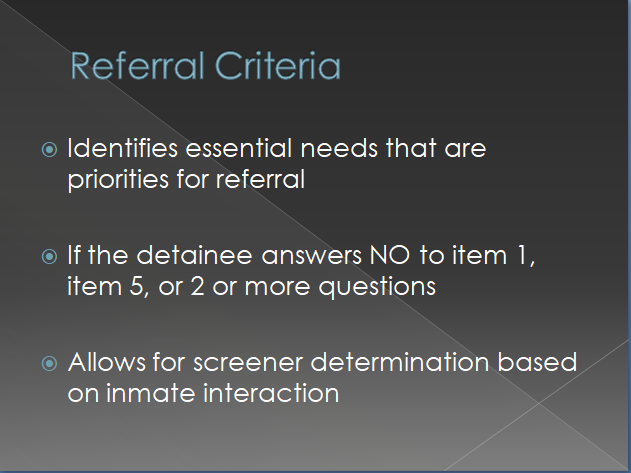 Referral Criteria
Identifies essential needs that are
priorities for referral
If the detainee answers NO to item 1,
item 5, or 2 or more questions
Allows for screener determination based
on inmate interaction